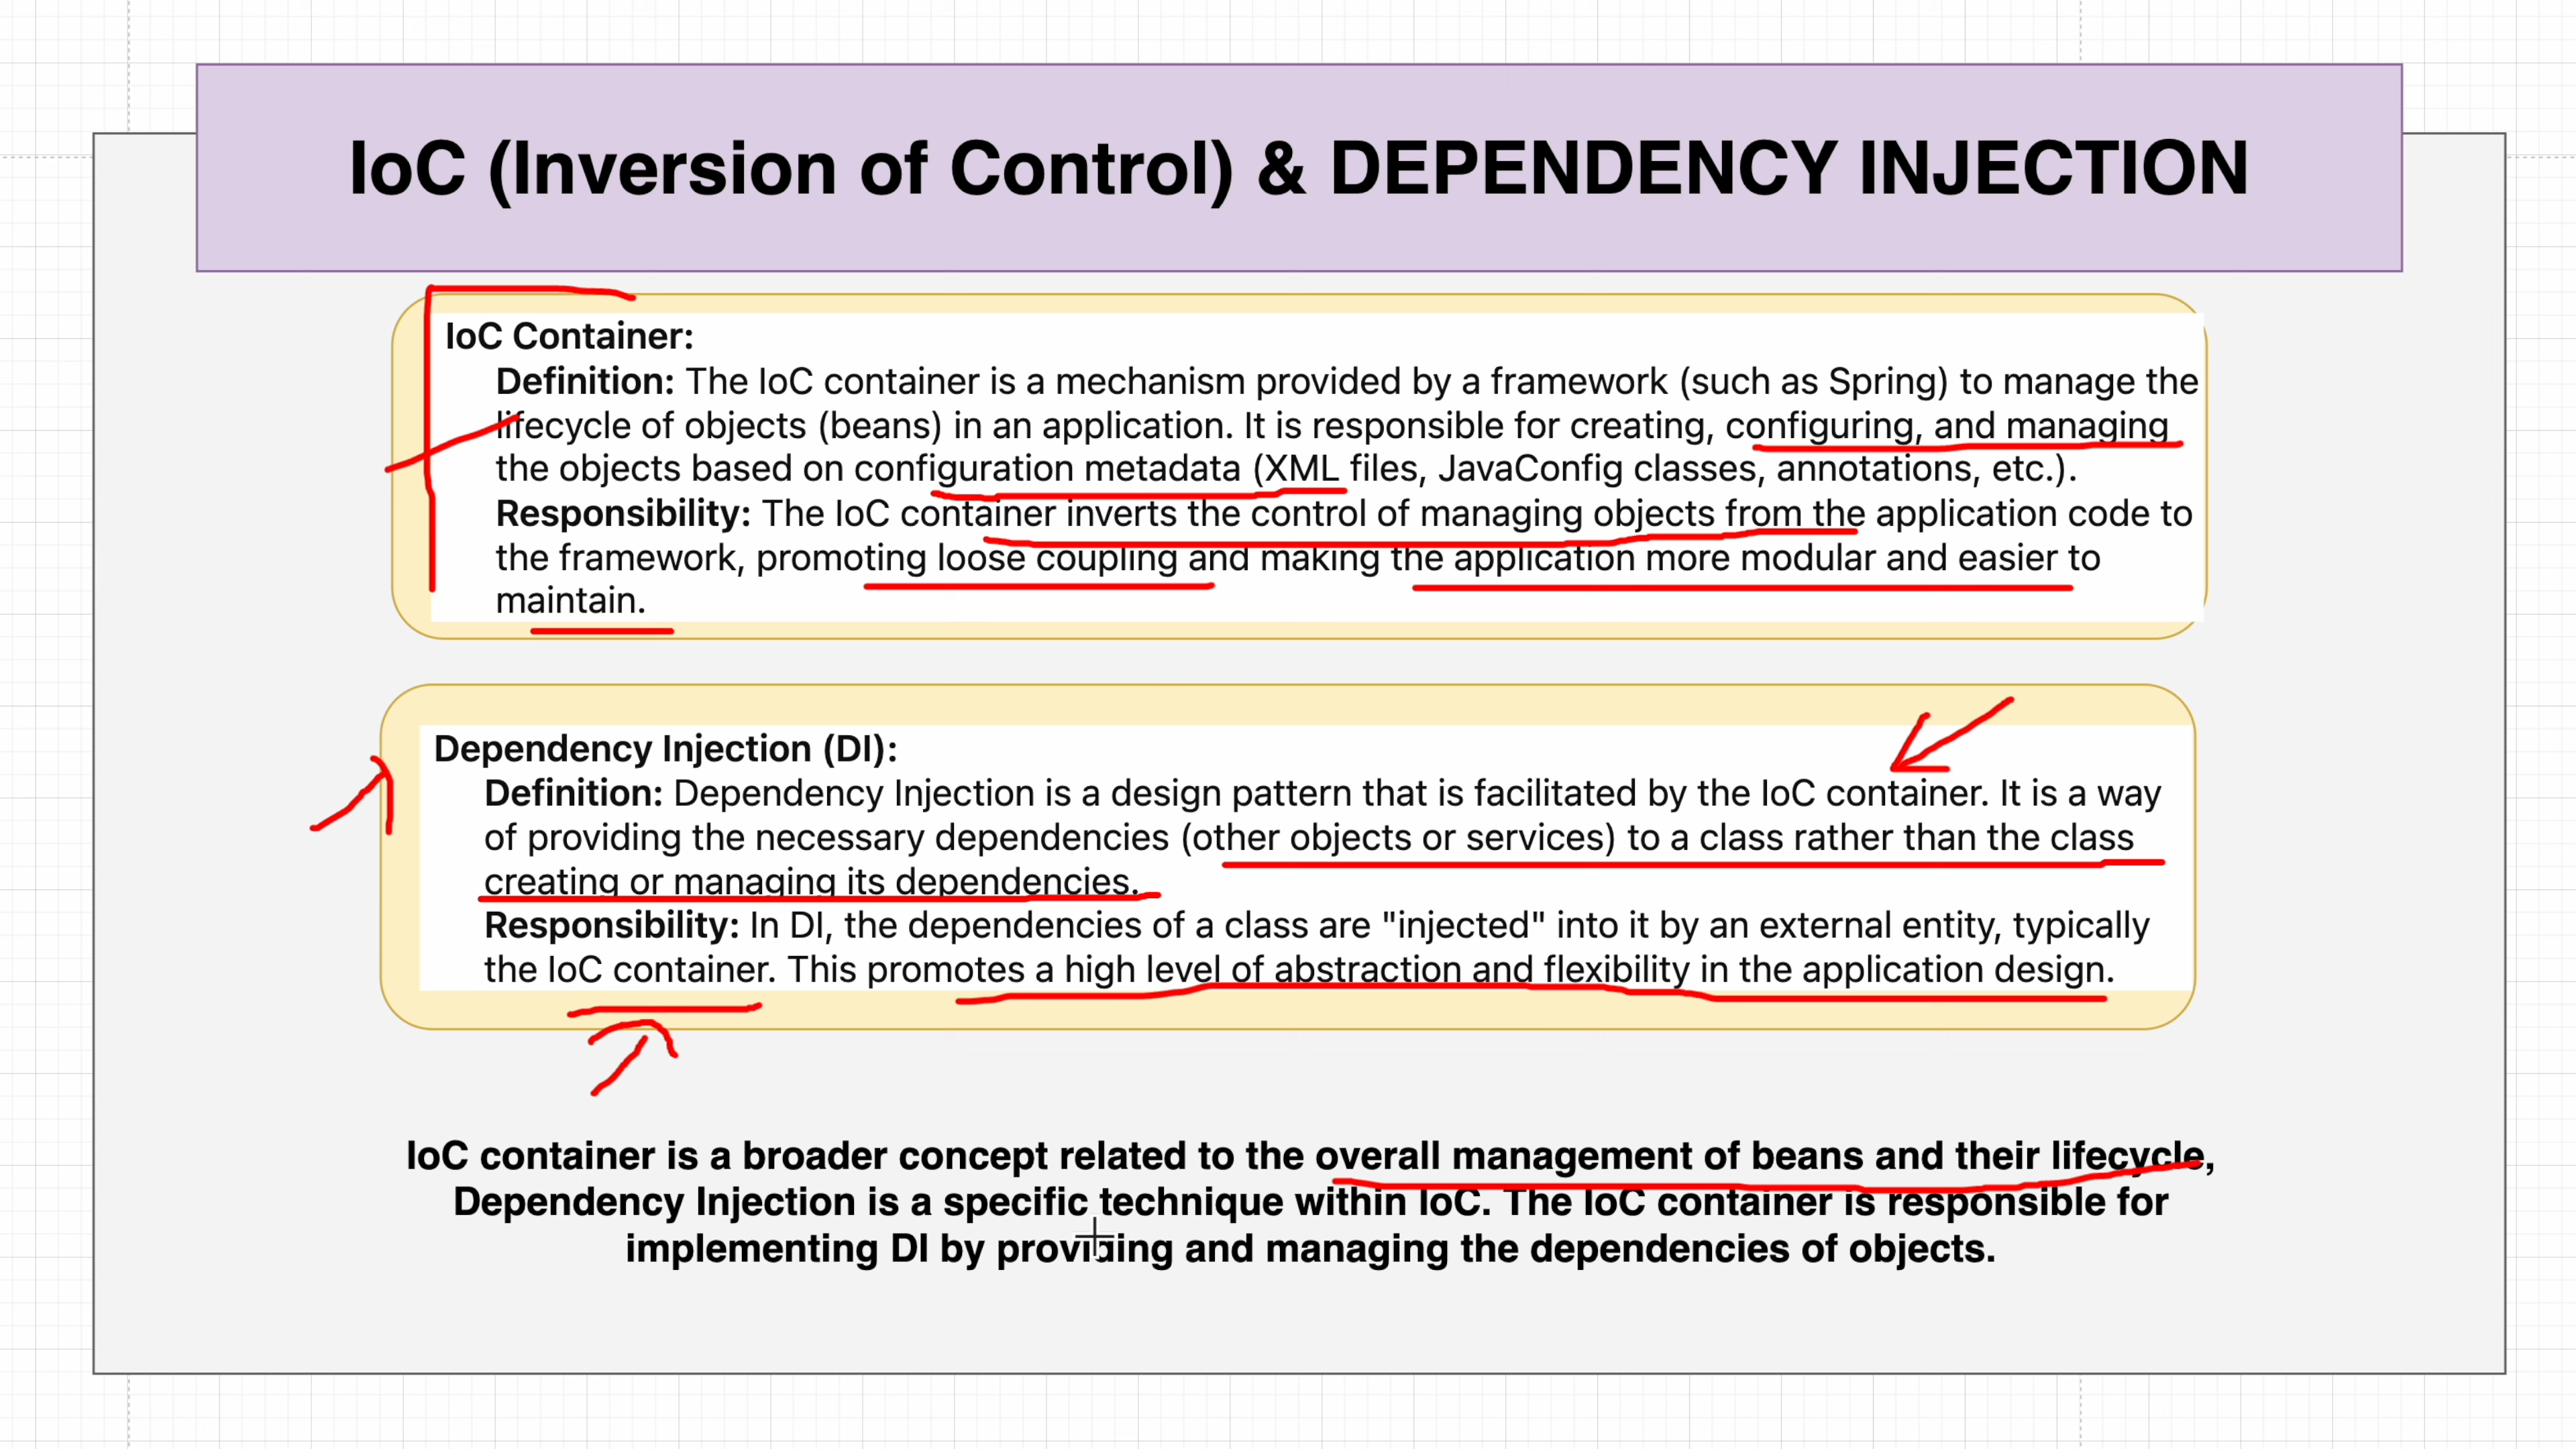 IoC (Inversion of Control) & DEPENDENCY INJECTION
IoC Container:
Definition: The IoC container is a mechanism provided by a framework (such as Spring) to manage the
lifecycle of objects (beans) in an application. It is responsible for creating, configuring, and managing
the objects based on configuration metadata (XML files, JavaConfig classes, annotations, etc.).
Responsibility: The IoC container inverts the control of managing objects from the application code to
the framework, promoting loose coupling and making the application more modular and easier to
maintain.
Dependency Injection (DI):
Definition: Dependency Injection is a design pattern that is facilitated by the IoC container. It is a way
of providing the necessary dependencies (other objects or services) to a class rather than the class
creating or managing its dependencies.
Responsibility: In DI, the dependencies of a class are "injected" into it by an external entity, typically
the IoC container. This promotes a high level of abstraction and flexibility in the application design.
IoC container is a broader concept related to the overall management of beans and their lifecycle,
Dependency Injection is a specific technique within IoC. The IoC container is responsible for
implementing DI by providing and managing the dependencies of objects.